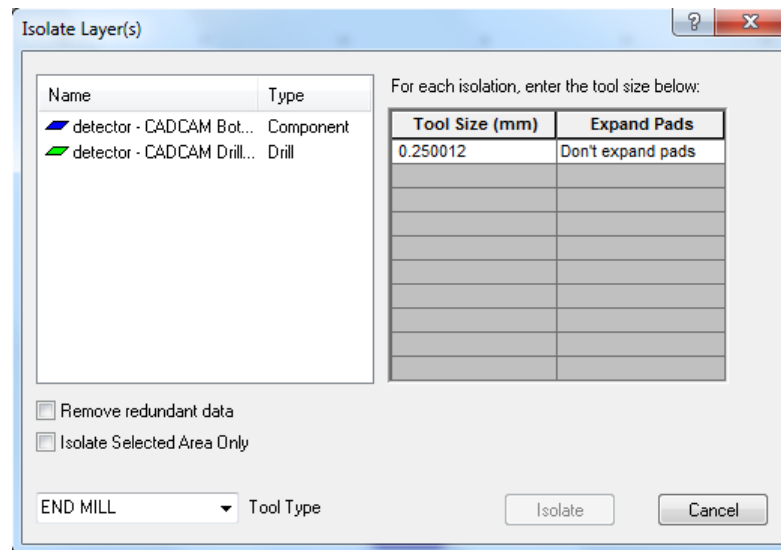 Isolate Layer(s)
Name Type
detector - CADCAM Bot... Component
detector - CADCAM Drill... Drill
For each isolation, enter the tool size below:
Tool Size (mm) Expand Pads
0.250012 Don't expand pads
Remove redundant data
Isolate Selected Area Only
END MILL Tool Type
Isolate Cancel